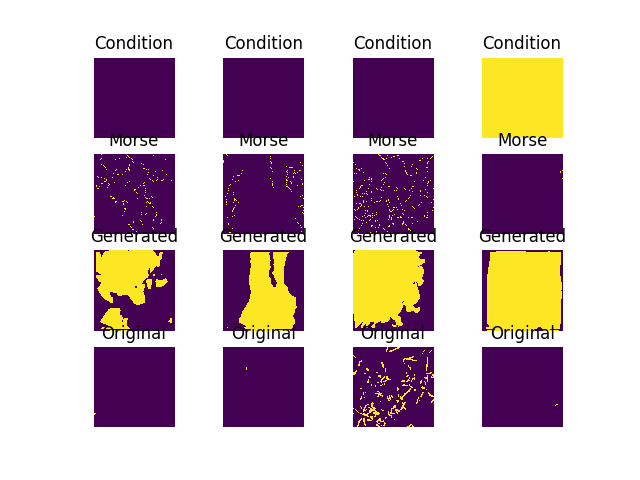 Condition Condition Condition Condition
Morse Morse Morse Morse
Generated Generated Generated Generated
Original Original Original Original